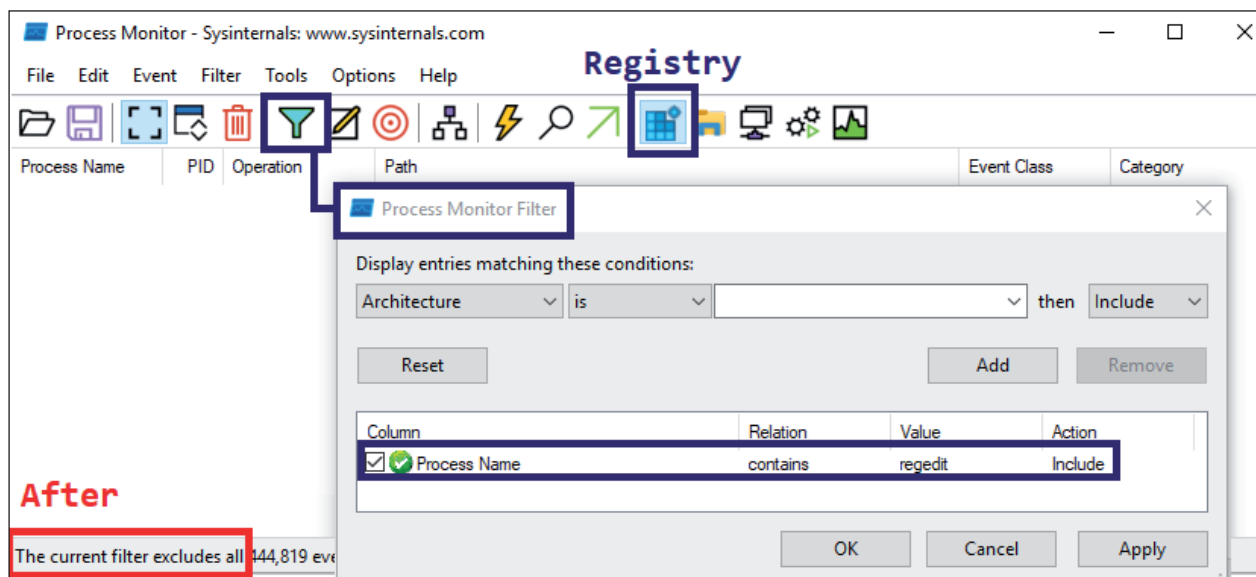 Process Monitor - Sysinternals: www.sysinternals.com
File Edit Event Filter Tools Options Help
Registry
Process Name PID Operation Path Event Class Category
Process Monitor Filter
Display entries matching these conditions:
Architecture is then Include
Reset Add Remove
Column Relation Value Action
Process Name contains regedit Include
After
The current filter excludes all 444,819 eve
OK Cancel Apply